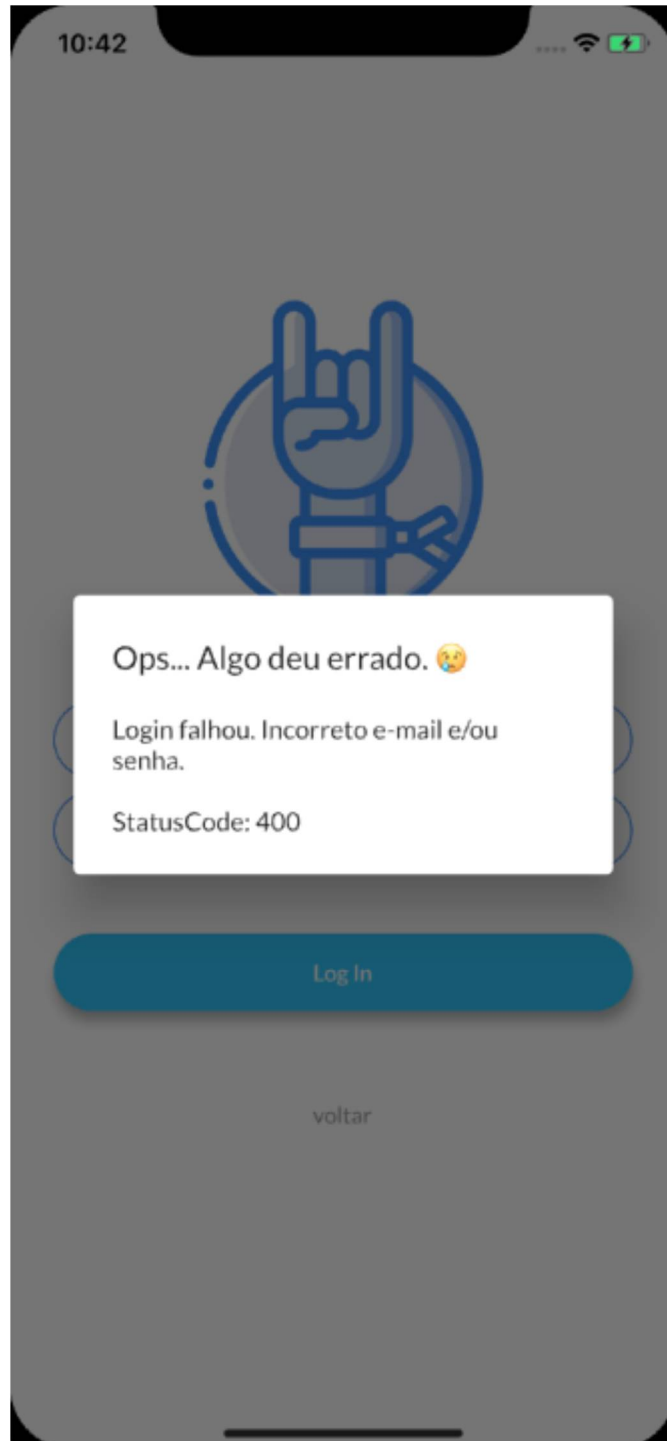 10:42
Ops... Algo deu errado. 😢
Login falhou. Incorreto e-mail e/ou
senha.
StatusCode: 400
Log In
voltar